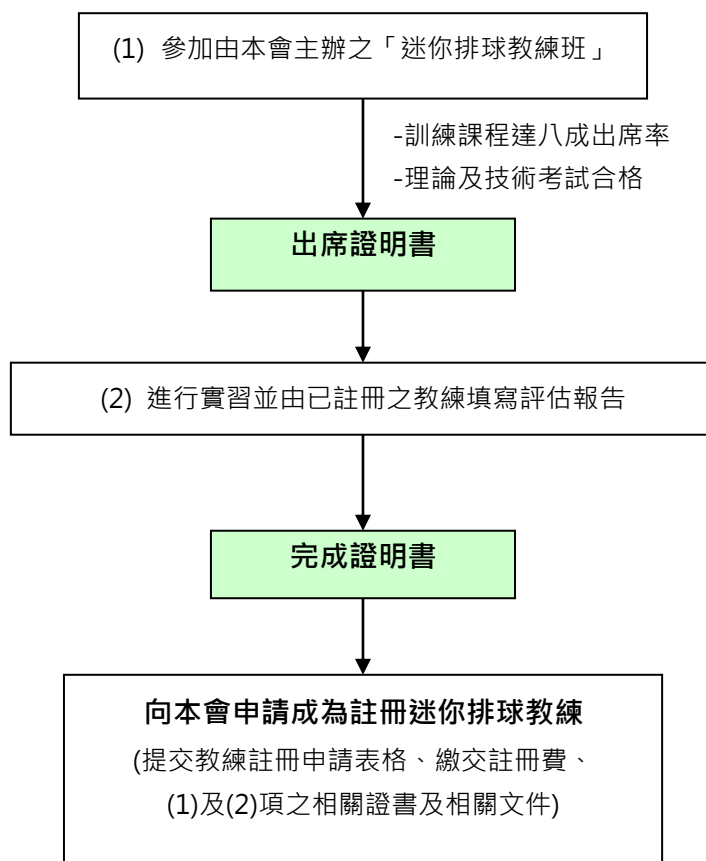 (1) 參加由本會主辦之「迷你排球教練班」
-訓練課程達八成出席率
-理論及技術考試合格
出席證明書
(2) 進行實習並由已註冊之教練填寫評估報告
完成證明書
向本會申請成為註冊迷你排球教練
(提交教練註冊申請表格、繳交註冊費、
(1)及(2)項之相關證書及相關文件)